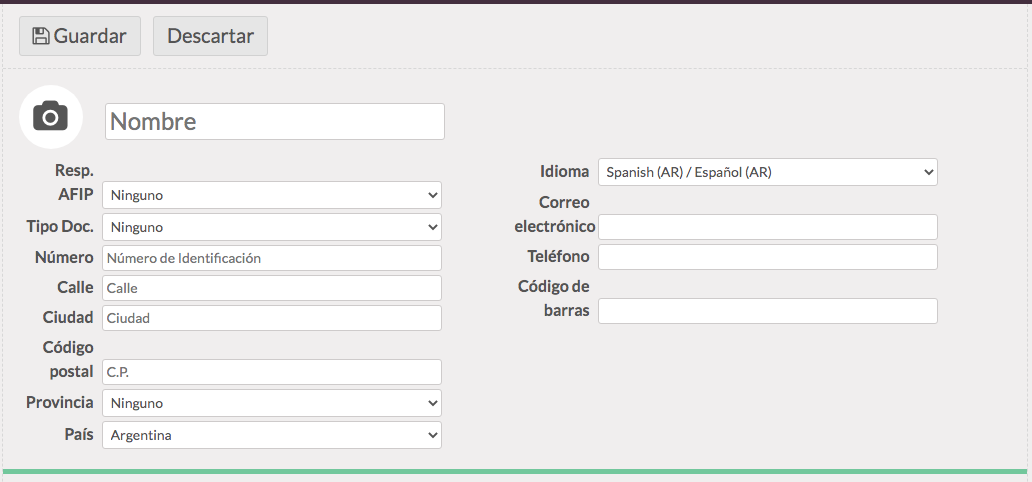 Guardar Descartar
Nombre
Resp.
AFIP Ninguno
Tipo Doc. Ninguno
Número Número de Identificación
Calle Calle
Ciudad Ciudad
Código
postal C.P.
Provincia Ninguno
País Argentina
Idioma Spanish (AR) / Español (AR)
Correo
electrónico
Teléfono
Código de
barras